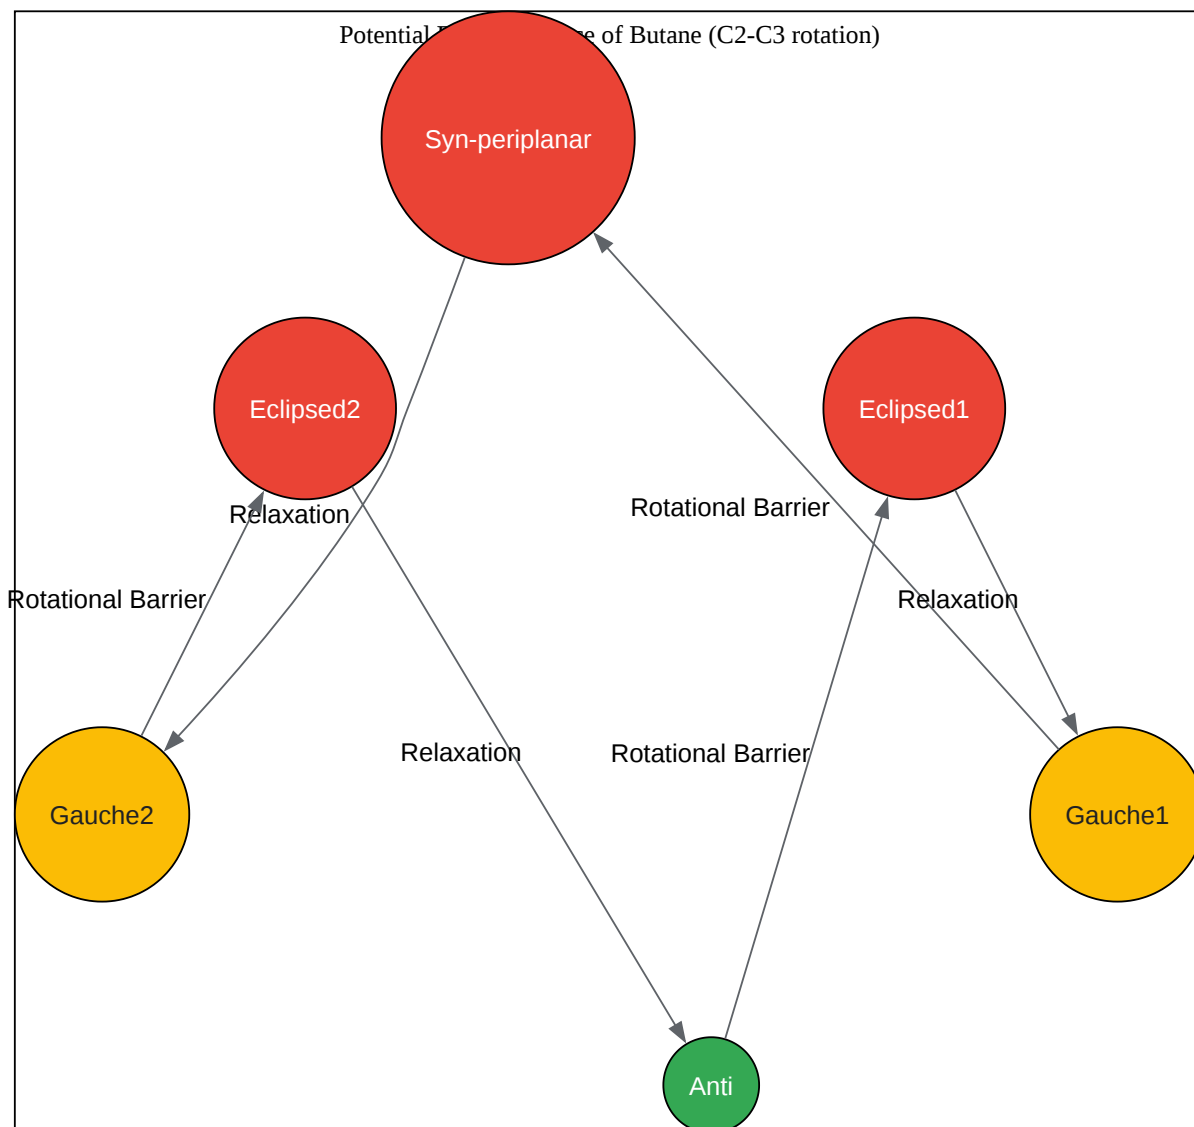 Potential e of Butane (C2-C3 rotation)
Syn-periplanar
Eclipsed2
Eclipsed1
Relaxation
Rotational Barrier
Rotational Barrier
Relaxation
Relaxation
Rotational Barrier
Gauche2
Gauche1
Anti